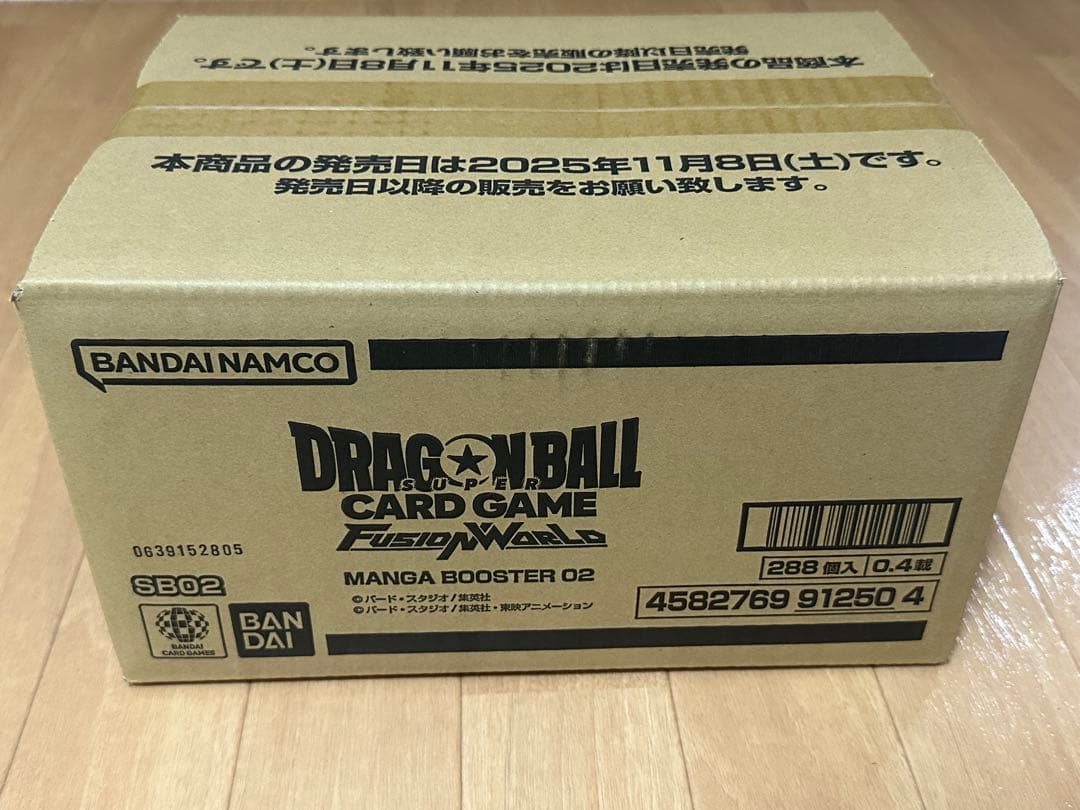 本商品の発売日は2025年11月8日(土)です。
発売日以降の販売をお願い致します。
本商品の発売日は2025年11月8日(土)です。
発売日以降の販売をお願い致します。
BANDAI NAMCO
DRAGON BALL
SUPER
CARD GAME
FUSION WORLD
MANGA BOOSTER 02
©バード・スタジオ/集英社
©バード・スタジオ/集英社・東映アニメーション
0639152805
SB02
BANDAI
CARD GAMES
BAN
DAI
288個入 0.4載
4582769 91250 4